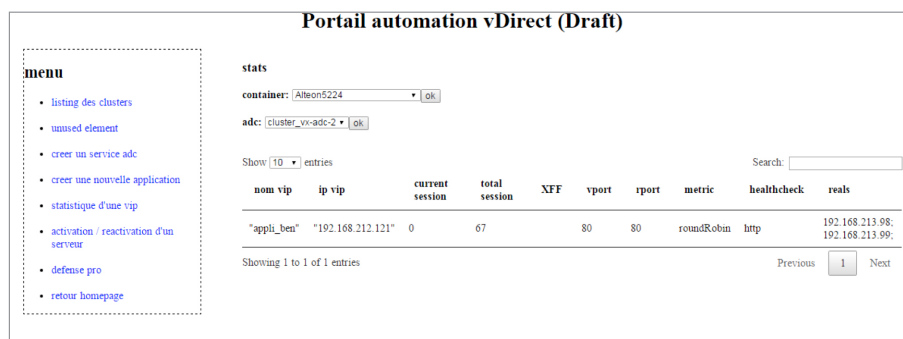 Portail automation vDirect (Draft)
menu
listing des clusters
unused element
creer un service adc
creer une nouvelle application
statistique d'une vip
activation / reactivation d'un
serveur
defense pro
retour homepage
stats
container: Alteon5224 ok
adc: cluster_vx-adc-2 ok
Show 10 entries Search:
nom vip ip vip current session total session XFF vport rport metric healthcheck reals
"appli_ben" "192.168.212.121" 0 67 80 80 roundRobin http 192.168.213.98;
192.168.213.99;
Showing 1 to 1 of 1 entries Previous 1 Next